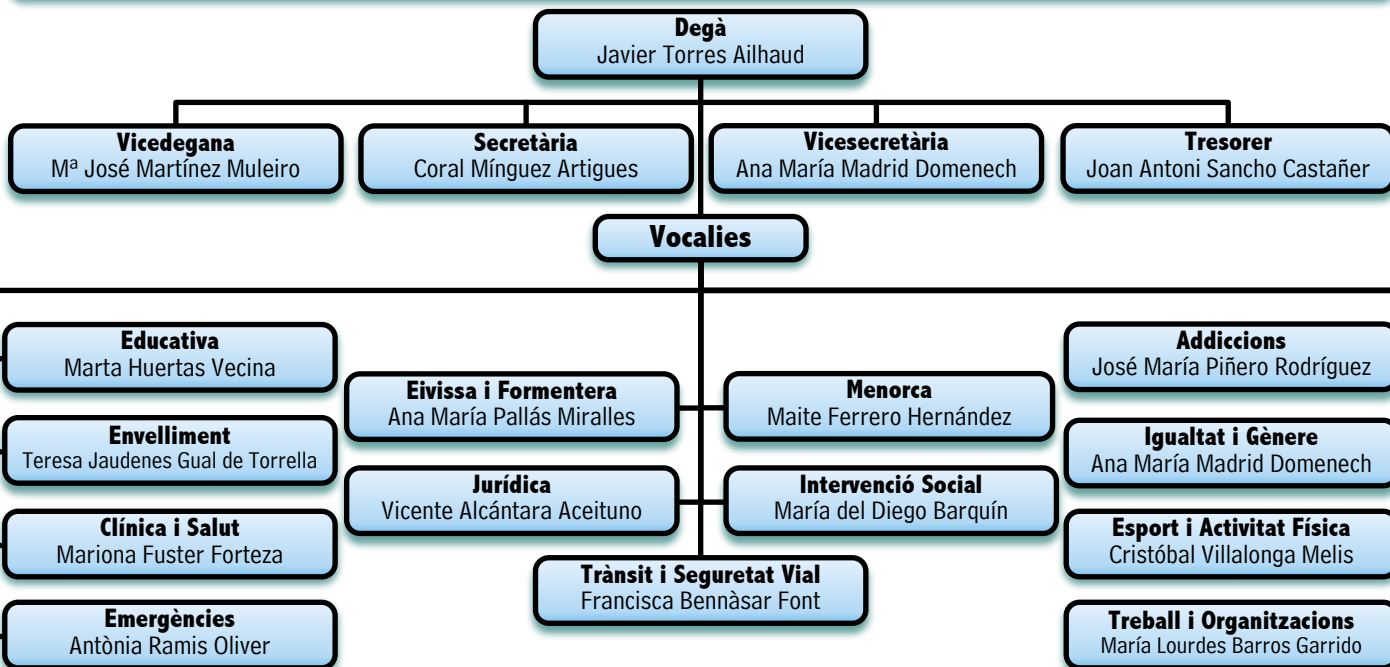 Degà
Javier Torres Ailhaud
Vicedegana
Mª José Martínez Muleiro
Secretària
Coral Mínguez Artigues
Vicesecretària
Ana María Madrid Domenech
Tresorer
Joan Antoni Sancho Castañer
Vocalies
Educativa
Marta Huertas Vecina
Envelliment
Teresa Jaudenes Gual de Torrella
Clínica i Salut
Mariona Fuster Forteza
Emergències
Antònia Ramis Oliver
Eivissa i Formentera
Ana María Pallás Miralles
Jurídica
Vicente Alcántara Aceituno
Menorca
Maite Ferrero Hernández
Intervenció Social
María del Diego Barquín
Trànsit i Seguretat Vial
Francisca Bennàsar Font
Addiccions
José María Piñero Rodríguez
Igualtat i Gènere
Ana María Madrid Domenech
Esport i Activitat Física
Cristóbal Villalonga Melis
Treball i Organitzacions
María Lourdes Barros Garrido